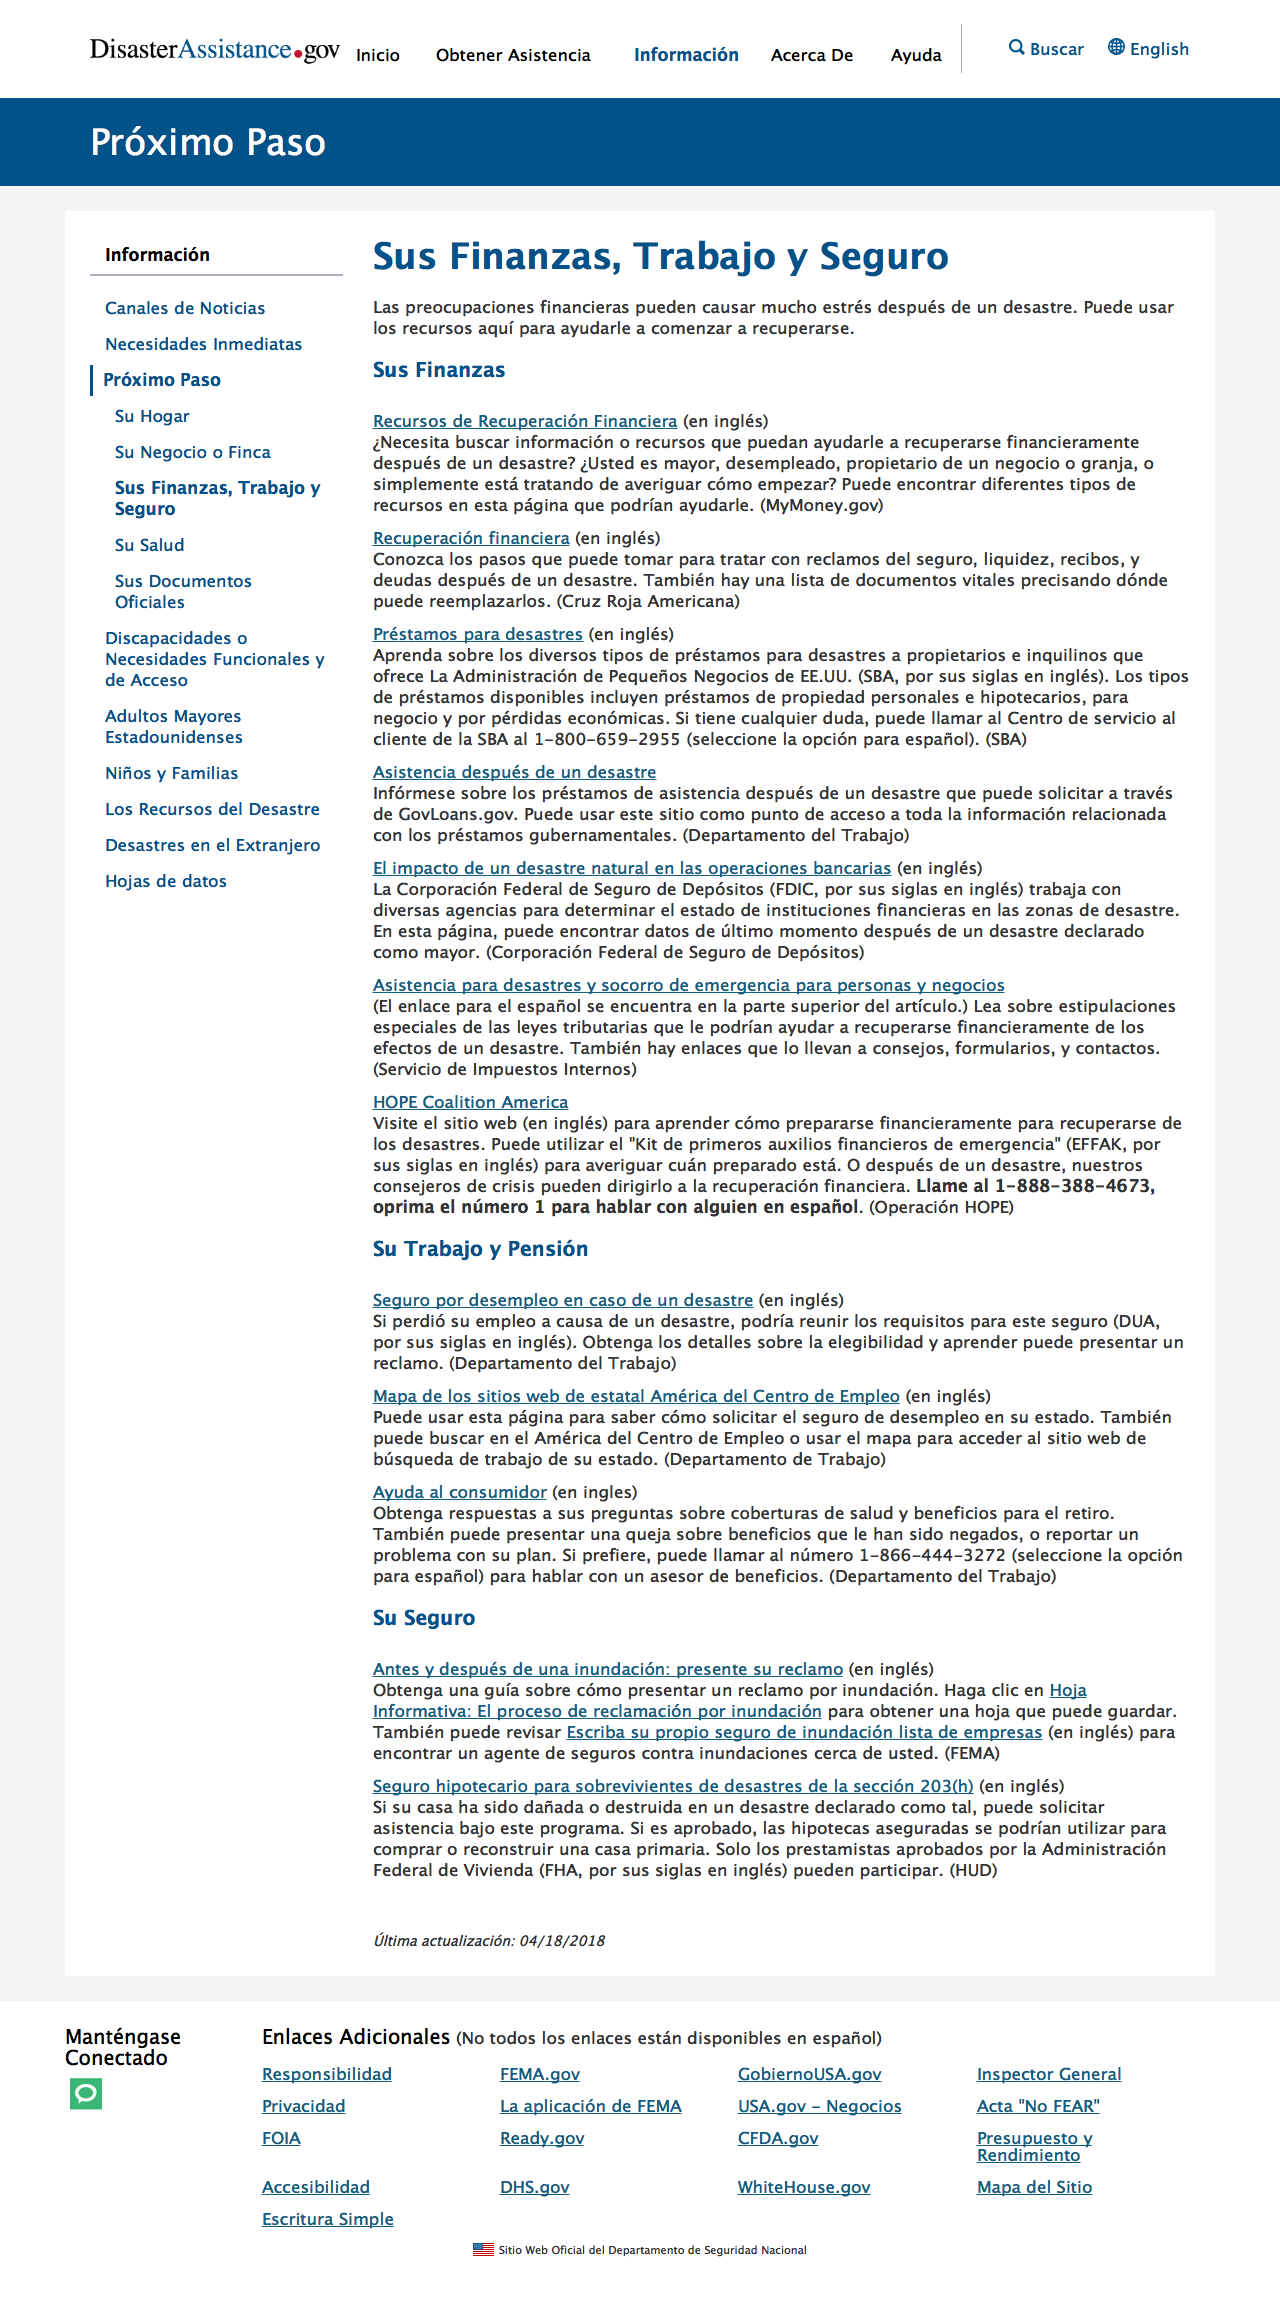 DisasterAssistance.gov
Inicio
Obtener Asistencia
Información
Acerca De
Ayuda
Buscar
English
Próximo Paso
Información
Canales de Noticias
Necesidades Inmediatas
Próximo Paso
Su Hogar
Su Negocio o Finca
Sus Finanzas, Trabajo y
Seguro
Su Salud
Sus Documentos
Oficiales
Discapacidades o
Necesidades Funcionales y
de Acceso
Adultos Mayores
Estadounidenses
Niños y Familias
Los Recursos del Desastre
Desastres en el Extranjero
Hojas de datos
Sus Finanzas, Trabajo y Seguro
Las preocupaciones financieras pueden causar mucho estrés después de un desastre. Puede usar
los recursos aquí para ayudarle a comenzar a recuperarse.
Sus Finanzas
Recursos de Recuperación Financiera (en inglés)
¿Necesita buscar información o recursos que puedan ayudarle a recuperarse financieramente
después de un desastre? ¿Usted es mayor, desempleado, propietario de un negocio o granja, o
simplemente está tratando de averiguar cómo empezar? Puede encontrar diferentes tipos de
recursos en esta página que podrían ayudarle. (MyMoney.gov)
Recuperación financiera (en inglés)
Conozca los pasos que puede tomar para tratar con reclamos del seguro, liquidez, recibos, y
deudas después de un desastre. También hay una lista de documentos vitales precisando dónde
puede reemplazarlos. (Cruz Roja Americana)
Préstamos para desastres (en inglés)
Aprenda sobre los diversos tipos de préstamos para desastres a propietarios e inquilinos que
ofrece La Administración de Pequeños Negocios de EE.UU. (SBA, por sus siglas en inglés). Los tipos
de préstamos disponibles incluyen préstamos de propiedad personales e hipotecarios, para
negocio y por pérdidas económicas. Si tiene cualquier duda, puede llamar al Centro de servicio al
cliente de la SBA al 1-800-659-2955 (seleccione la opción para español). (SBA)
Asistencia después de un desastre
Infórmese sobre los préstamos de asistencia después de un desastre que puede solicitar a través
de GovLoans.gov. Puede usar este sitio como punto de acceso a toda la información relacionada
con los préstamos gubernamentales. (Departamento del Trabajo)
El impacto de un desastre natural en las operaciones bancarias (en inglés)
La Corporación Federal de Seguro de Depósitos (FDIC, por sus siglas en inglés) trabaja con
diversas agencias para determinar el estado de instituciones financieras en las zonas de desastre.
En esta página, puede encontrar datos de último momento después de un desastre declarado
como mayor. (Corporación Federal de Seguro de Depósitos)
Asistencia para desastres y socorro de emergencia para personas y negocios
(El enlace para el español se encuentra en la parte superior del artículo.) Lea sobre estipulaciones
especiales de las leyes tributarias que le podrían ayudar a recuperarse financieramente de los
efectos de un desastre. También hay enlaces que lo llevan a consejos, formularios, y contactos.
(Servicio de Impuestos Internos)
HOPE Coalition America
Visite el sitio web (en inglés) para aprender cómo prepararse financieramente para recuperarse de
los desastres. Puede utilizar el "Kit de primeros auxilios financieros de emergencia" (EFFAK, por
sus siglas en inglés) para averiguar cuán preparado está. O después de un desastre, nuestros
consejeros de crisis pueden dirigirlo a la recuperación financiera. Llame al 1-888-388-4673,
oprima el número 1 para hablar con alguien en español. (Operación HOPE)
Su Trabajo y Pensión
Seguro por desempleo en caso de un desastre (en inglés)
Si perdió su empleo a causa de un desastre, podría reunir los requisitos para este seguro (DUA,
por sus siglas en inglés). Obtenga los detalles sobre la elegibilidad y aprender puede presentar un
reclamo. (Departamento del Trabajo)
Mapa de los sitios web de estatal América del Centro de Empleo (en inglés)
Puede usar esta página para saber cómo solicitar el seguro de desempleo en su estado. También
puede buscar en el América del Centro de Empleo o usar el mapa para acceder al sitio web de
búsqueda de trabajo de su estado. (Departamento de Trabajo)
Ayuda al consumidor (en ingles)
Obtenga respuestas a sus preguntas sobre coberturas de salud y beneficios para el retiro.
También puede presentar una queja sobre beneficios que le han sido negados, o reportar un
problema con su plan. Si prefiere, puede llamar al número 1-866-444-3272 (seleccione la opción
para español) para hablar con un asesor de beneficios. (Departamento del Trabajo)
Su Seguro
Antes y después de una inundación: presente su reclamo (en inglés)
Obtenga una guía sobre cómo presentar un reclamo por inundación. Haga clic en Hoja
Informativa: El proceso de reclamación por inundación para obtener una hoja que puede guardar.
También puede revisar Escriba su propio seguro de inundación lista de empresas (en inglés) para
encontrar un agente de seguros contra inundaciones cerca de usted. (FEMA)
Seguro hipotecario para sobrevivientes de desastres de la sección 203(h) (en inglés)
Si su casa ha sido dañada o destruida en un desastre declarado como tal, puede solicitar
asistencia bajo este programa. Si es aprobado, las hipotecas aseguradas se podrían utilizar para
comprar o reconstruir una casa primaria. Solo los prestamistas aprobados por la Administración
Federal de Vivienda (FHA, por sus siglas en inglés) pueden participar. (HUD)
Última actualización: 04/18/2018
Manténgase
Conectado
Enlaces Adicionales (No todos los enlaces están disponibles en español)
Responsibilidad
FEMA.gov
GobiernoUSA.gov
Inspector General
Privacidad
La aplicación de FEMA
USA.gov - Negocios
Acta "No FEAR"
FOIA
Ready.gov
CFDA.gov
Presupuesto y
Rendimiento
Accesibilidad
DHS.gov
WhiteHouse.gov
Mapa del Sitio
Escritura Simple
Sitio Web Oficial del Departamento de Seguridad Nacional